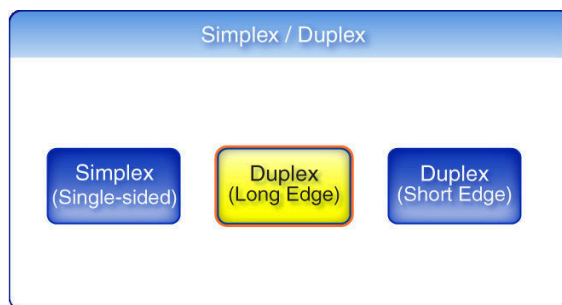 Simplex / Duplex
Simplex
(Single-sided)
Duplex
(Long Edge)
Duplex
(Short Edge)